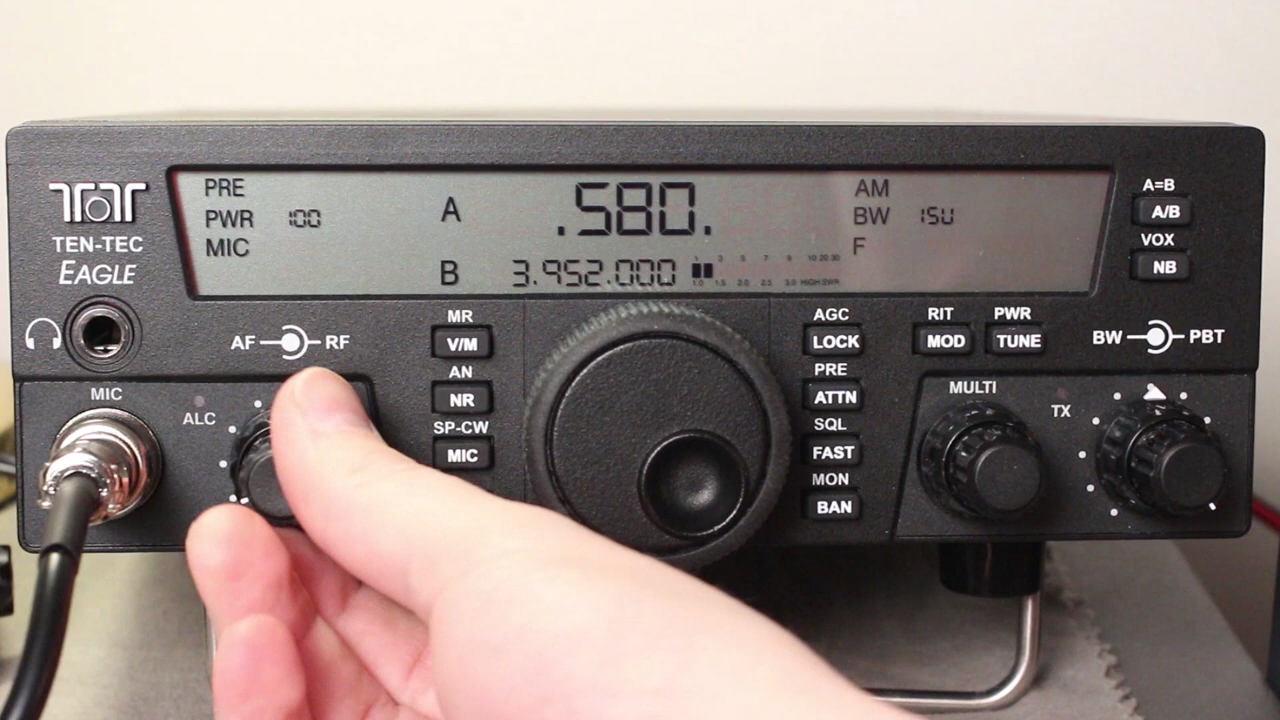 TEN-TEC
EAGLE
PRE
PWR 100
MIC
A .580.
B 3.952.000
1 3 5 7 9 10 20 30
1.0 1.5 2.0 2.5 3.0 HIGH SWR
AM
BW 15U
F
A=B
A/B
VOX
NB
AF RF
MR
V/M
AN
NR
SP-CW
MIC
AGC
LOCK
PRE
ATTN
SQL
FAST
MON
BAN
RIT
MOD
PWR
TUNE
BW PBT
MIC
ALC
MULTI
TX